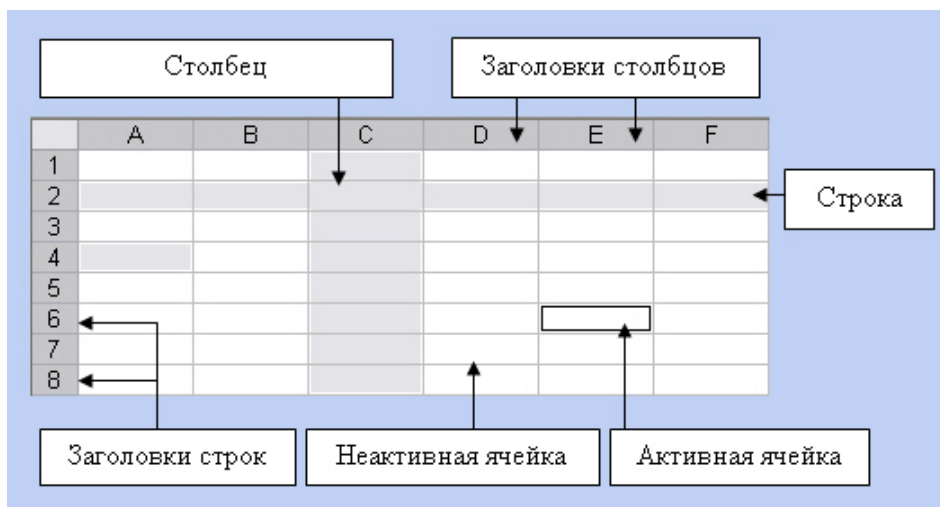 Столбец
Заголовки столбцов
A B C D E F
1
2
Строка
3
4
5
6
7
8
Заголовки строк
Неактивная ячейка
Активная ячейка